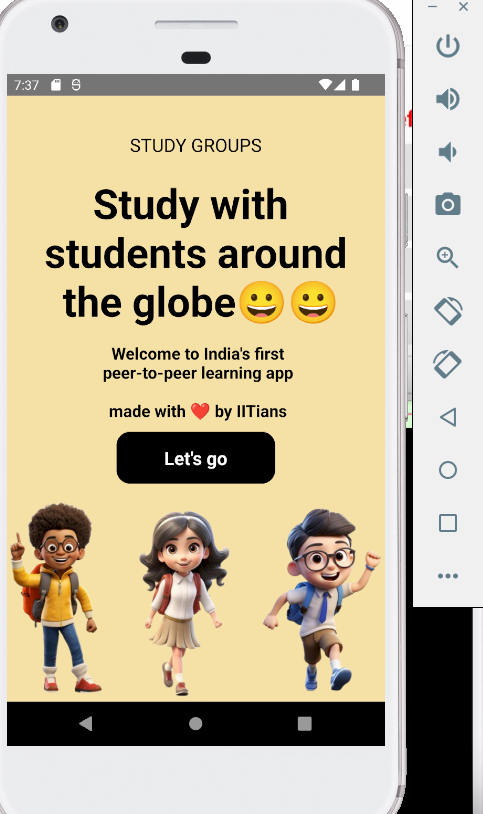 7:37
STUDY GROUPS
Study with
students around
the globe😀😀
Welcome to India's first
peer-to-peer learning app
made with ❤️ by IITians
Let's go